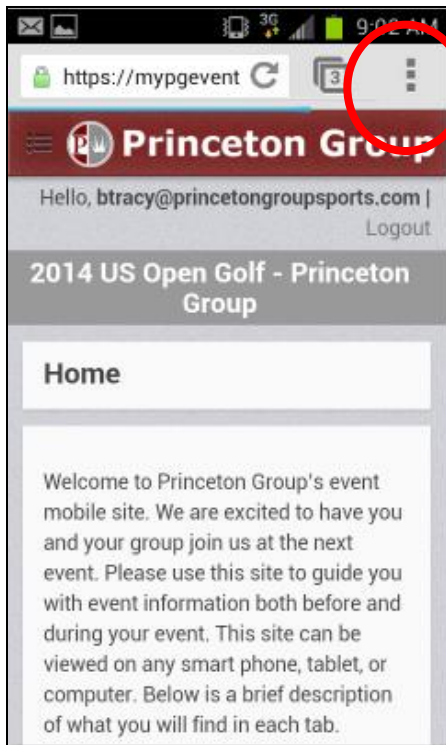 3G 9:02 AM
https://mypgevent 3
Princeton Group
Hello, btracy@princetongroupsports.com |
Logout
2014 US Open Golf - Princeton
Group
Home
Welcome to Princeton Group's event
mobile site. We are excited to have you
and your group join us at the next
event. Please use this site to guide you
with event information both before and
during your event. This site can be
viewed on any smart phone, tablet, or
computer. Below is a brief description
of what you will find in each tab.